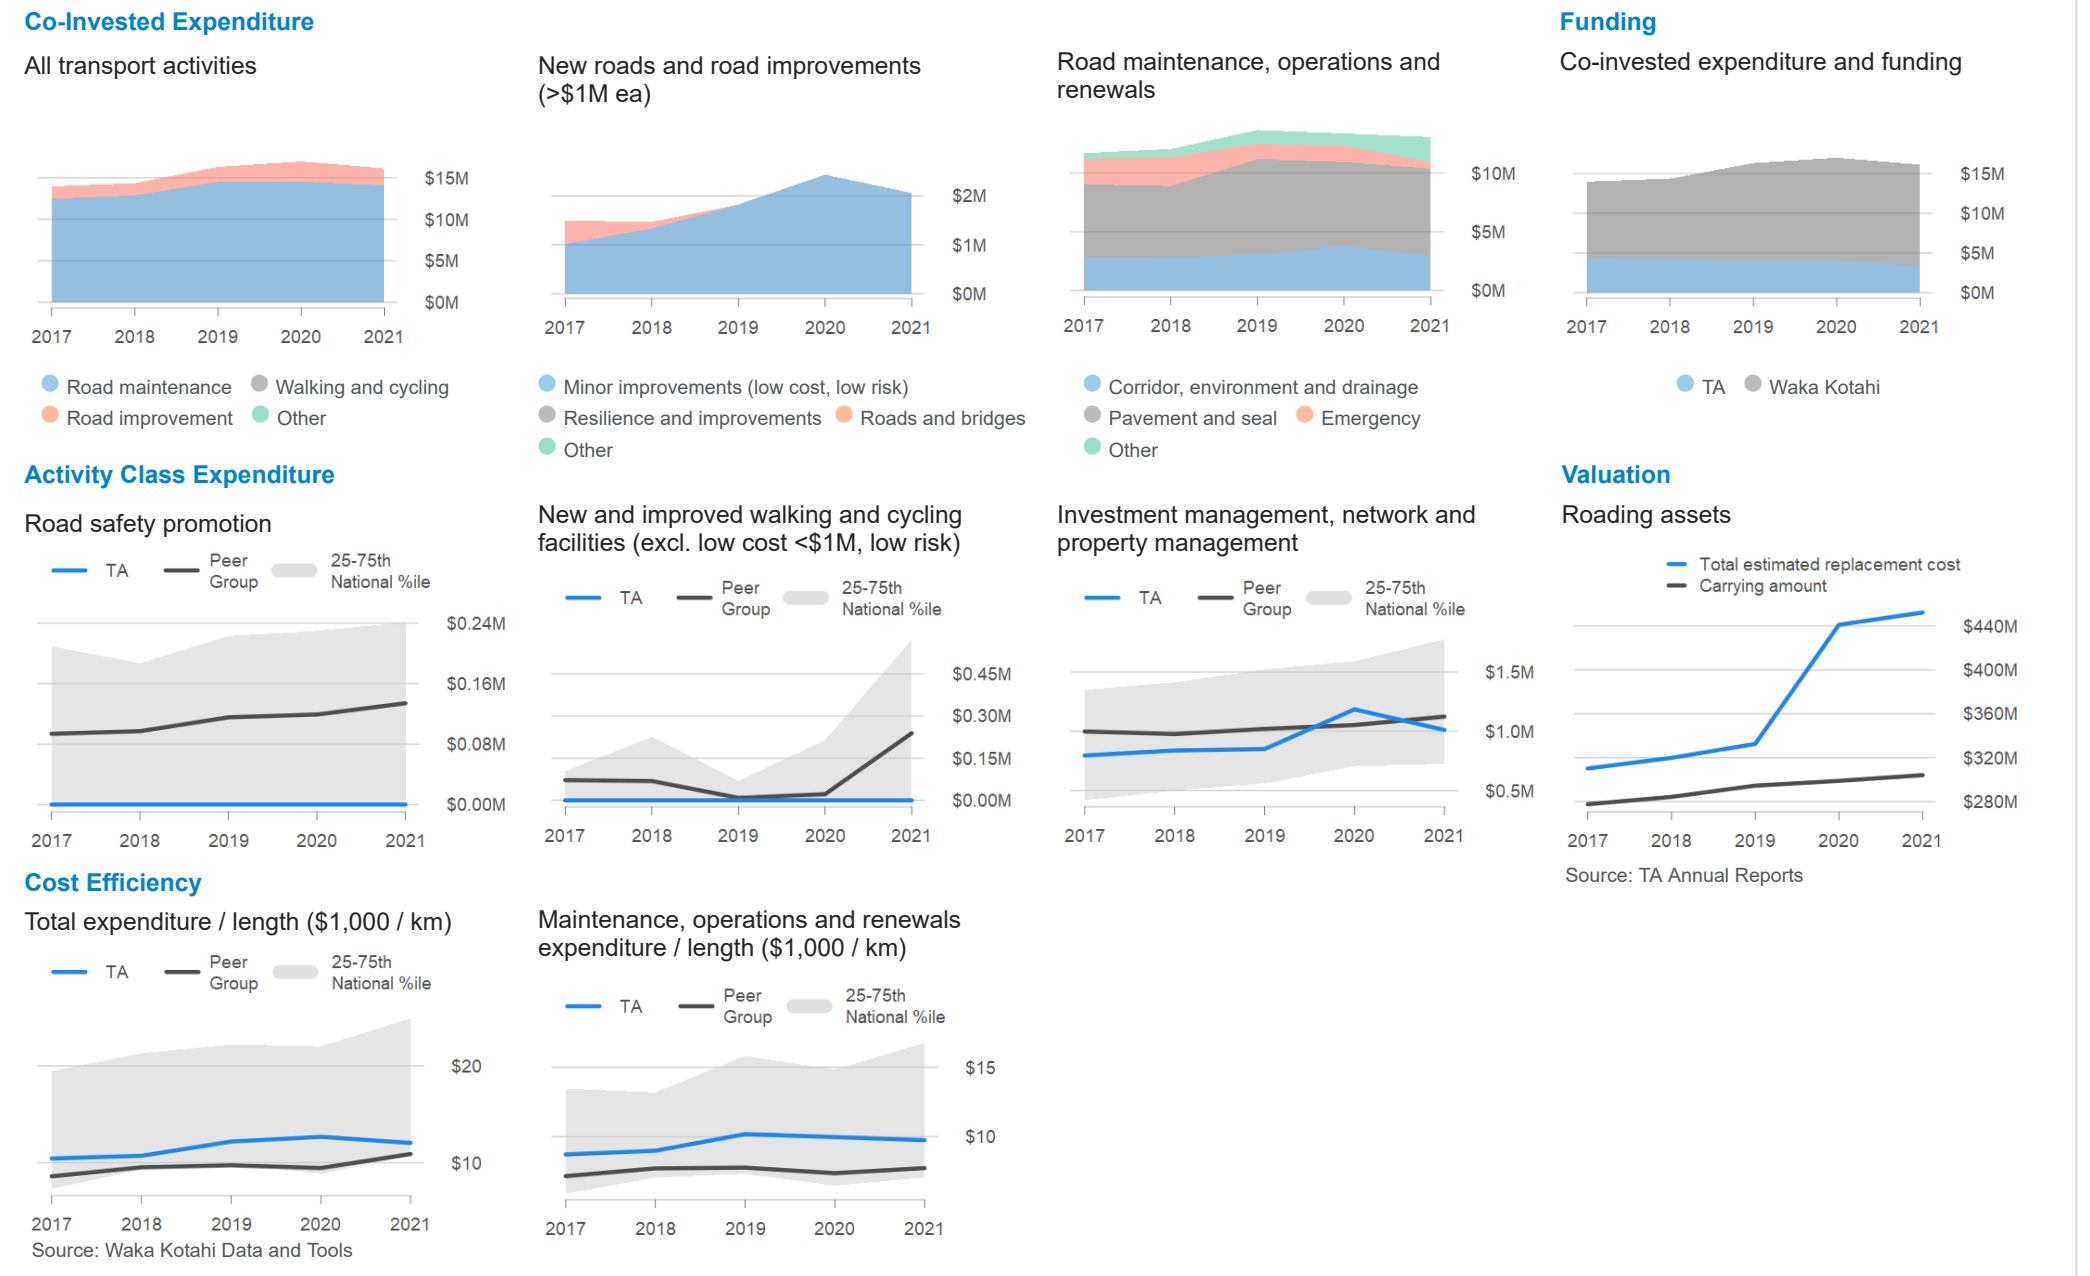 Co-Invested Expenditure
All transport activities
$15M
$10M
$5M
$0M
2017 2018 2019 2020 2021
Road maintenance Walking and cycling
Road improvement Other
New roads and road improvements
(>$1M ea)
$2M
$1M
$0M
2017 2018 2019 2020 2021
Minor improvements (low cost, low risk)
Resilience and improvements Roads and bridges
Other
Road maintenance, operations and
renewals
$10M
$5M
$0M
2017 2018 2019 2020 2021
Corridor, environment and drainage
Pavement and seal Emergency
Other
Funding
Co-invested expenditure and funding
$15M
$10M
$5M
$0M
2017 2018 2019 2020 2021
TA Waka Kotahi
Activity Class Expenditure
Road safety promotion
TA Peer Group 25-75th National %ile
$0.24M
$0.16M
$0.08M
$0.00M
2017 2018 2019 2020 2021
New and improved walking and cycling
facilities (excl. low cost <$1M, low risk)
TA Peer Group 25-75th National %ile
$0.45M
$0.30M
$0.15M
$0.00M
2017 2018 2019 2020 2021
Investment management, network and
property management
TA Peer Group 25-75th National %ile
$1.5M
$1.0M
$0.5M
2017 2018 2019 2020 2021
Valuation
Roading assets
Total estimated replacement cost
Carrying amount
$440M
$400M
$360M
$320M
$280M
2017 2018 2019 2020 2021
Source: TA Annual Reports
Cost Efficiency
Total expenditure / length ($1,000 / km)
TA Peer Group 25-75th National %ile
$20
$10
2017 2018 2019 2020 2021
Source: Waka Kotahi Data and Tools
Maintenance, operations and renewals
expenditure / length ($1,000 / km)
TA Peer Group 25-75th National %ile
$15
$10
2017 2018 2019 2020 2021